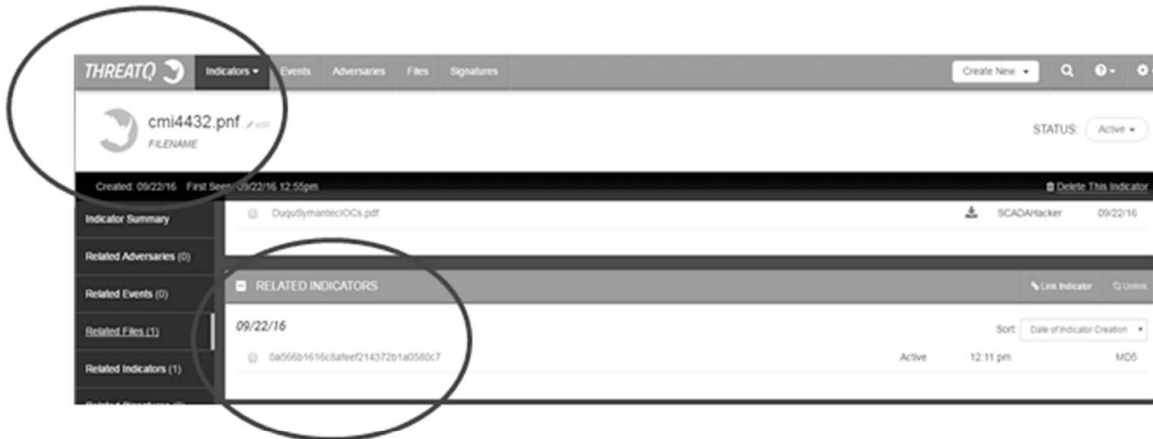 THREATQ Indicators Events Adversaries Files Signatures Create New
cmi4432.pnf edit
FILENAME
STATUS: Active
Created: 09/22/16 First Seen: 09/22/16 12:55pm Delete This Indicator
Indicator Summary
DuquSymantecIOCs.pdf SCADAHacker 09/22/16
Related Adversaries (0)
Related Events (0)
RELATED INDICATORS Link Indicator Unlink
Related Files (1)
09/22/16 Sort: Date of Indicator Creation
0a566b1616c8afeef214372b1a0580c7 Active 12:11 pm MD5
Related Indicators (1)